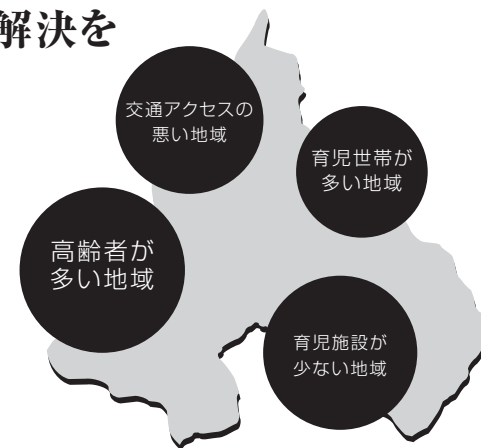 解決を
交通アクセスの
悪い地域
育児世帯が
多い地域
高齢者が
多い地域
育児施設が
少ない地域